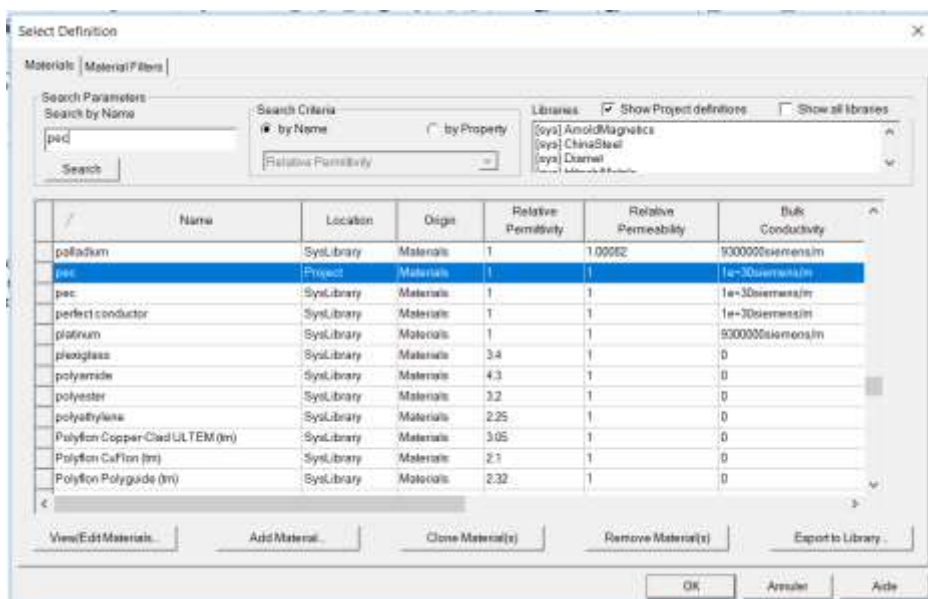 Select Definition
Materials Material Filters
Search Parameters
Search by Name
pec
Search
Search Criteria
by Name by Property
Relative Permittivity
Libraries Show Project definitions Show all libraries
[sys] ArnoldMagnetics
[sys] ChinaSteel
[sys] Diamet
/ Name Location Origin Relative Permittivity Relative Permeability Bulk Conductivity
palladium SysLibrary Materials 1 1.00082 9300000siemens/m
pec Project Materials 1 1 1e+30siemens/m
pec SysLibrary Materials 1 1 1e+30siemens/m
perfect conductor SysLibrary Materials 1 1 1e+30siemens/m
platinum SysLibrary Materials 1 1 9300000siemens/m
plexiglass SysLibrary Materials 3.4 1 0
polyamide SysLibrary Materials 4.3 1 0
polyester SysLibrary Materials 3.2 1 0
polyethylene SysLibrary Materials 2.25 1 0
Polyflon Copper-Clad ULTEM (tm) SysLibrary Materials 3.05 1 0
Polyflon CuFlon (tm) SysLibrary Materials 2.1 1 0
Polyflon Polyguide (tm) SysLibrary Materials 2.32 1 0
View/Edit Materials... Add Material... Clone Material(s) Remove Material(s) Export to Library...
OK Annuler Aide